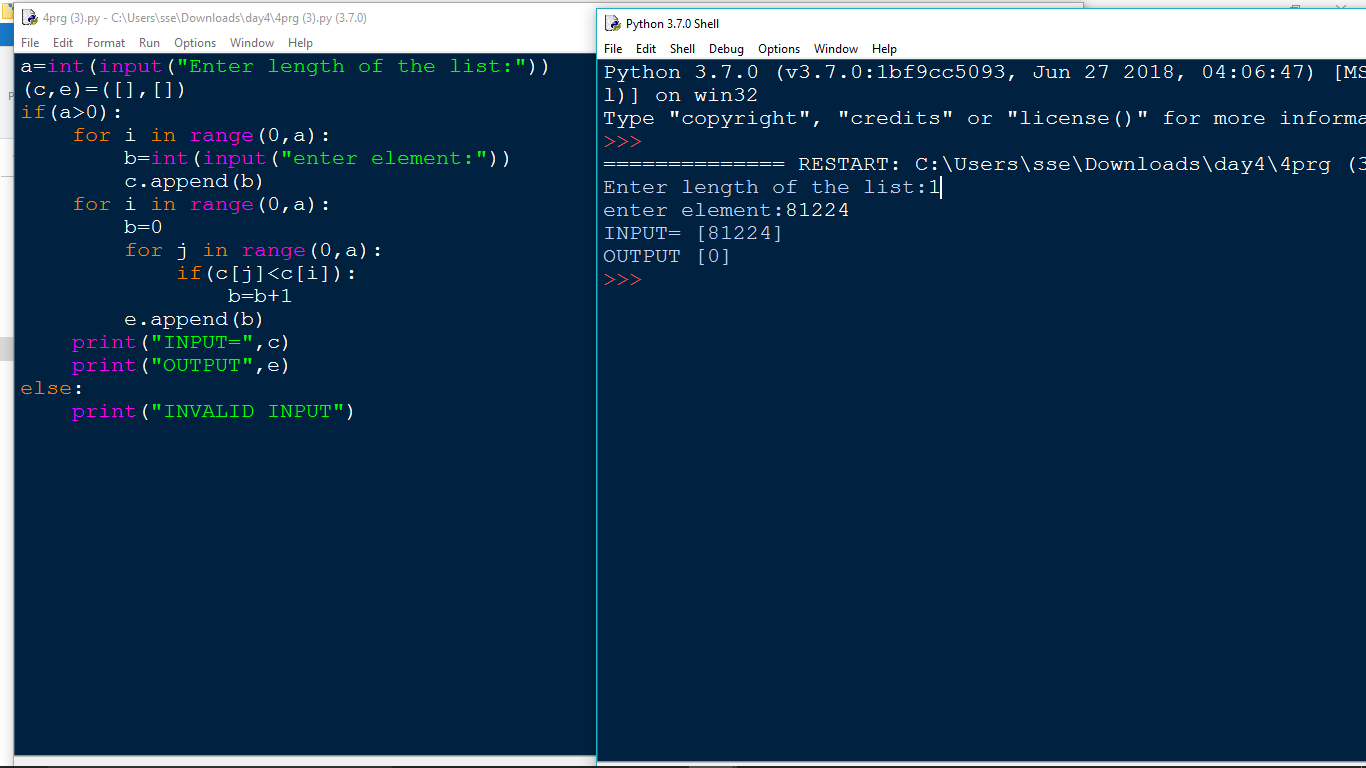 4prg (3).py - C:\Users\sse\Downloads\day4\4prg (3).py (3.7.0)
File Edit Format Run Options Window Help
a=int(input("Enter length of the list:"))
(c,e)=([],[])
if(a>0):
    for i in range(0,a):
        b=int(input("enter element:"))
        c.append(b)
    for i in range(0,a):
        b=0
        for j in range(0,a):
            if(c[j]<c[i]):
                b=b+1
        e.append(b)
    print("INPUT=",c)
    print("OUTPUT",e)
else:
    print("INVALID INPUT")
Python 3.7.0 Shell
File Edit Shell Debug Options Window Help
Python 3.7.0 (v3.7.0:1bf9cc5093, Jun 27 2018, 04:06:47) [MS
l)] on win32
Type "copyright", "credits" or "license()" for more informa
>>>
============== RESTART: C:\Users\sse\Downloads\day4\4prg (3
Enter length of the list:1
enter element:81224
INPUT= [81224]
OUTPUT [0]
>>>